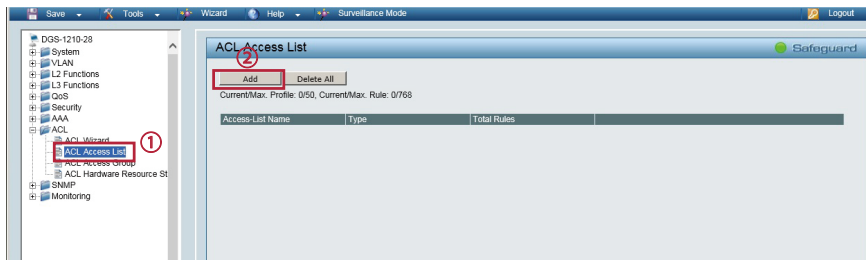 Save Tools Wizard Help Surveillance Mode Logout
DGS-1210-28
System
VLAN
L2 Functions
L3 Functions
QoS
Security
AAA
ACL
ACL Wizard
ACL Access List
ACL Access Group
ACL Hardware Resource St
SNMP
Monitoring
①
ACL Access List
Safeguard
②
Add Delete All
Current/Max. Profile: 0/50, Current/Max. Rule: 0/768
Access-List Name Type Total Rules